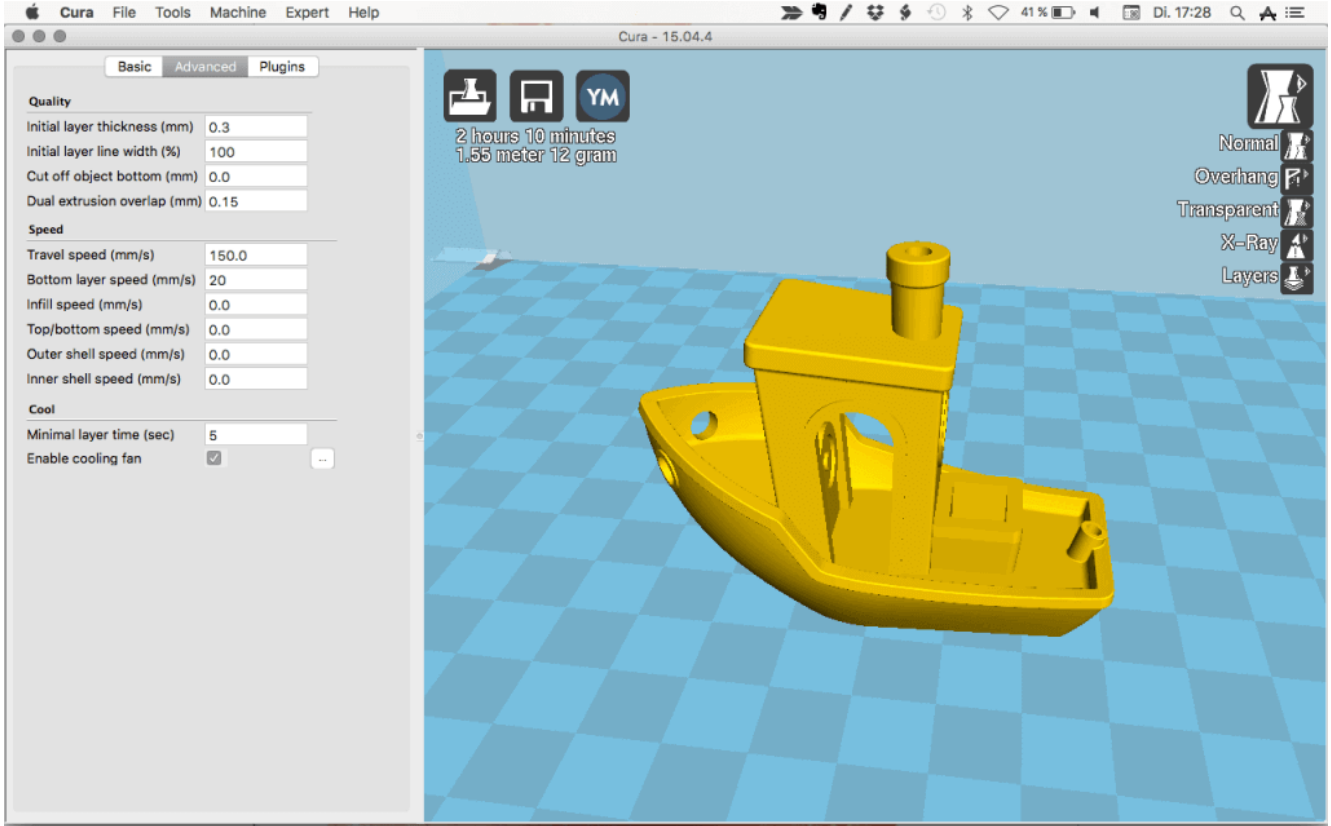 Cura File Tools Machine Expert Help 41 % Di. 17:28
Cura - 15.04.4
Basic Advanced Plugins
Quality
Initial layer thickness (mm) 0.3
Initial layer line width (%) 100
Cut off object bottom (mm) 0.0
Dual extrusion overlap (mm) 0.15
Speed
Travel speed (mm/s) 150.0
Bottom layer speed (mm/s) 20
Infill speed (mm/s) 0.0
Top/bottom speed (mm/s) 0.0
Outer shell speed (mm/s) 0.0
Inner shell speed (mm/s) 0.0
Cool
Minimal layer time (sec) 5
Enable cooling fan ...
YM
2 hours 10 minutes
1.55 meter 12 gram
Normal
Overhang
Transparent
X-Ray
Layers